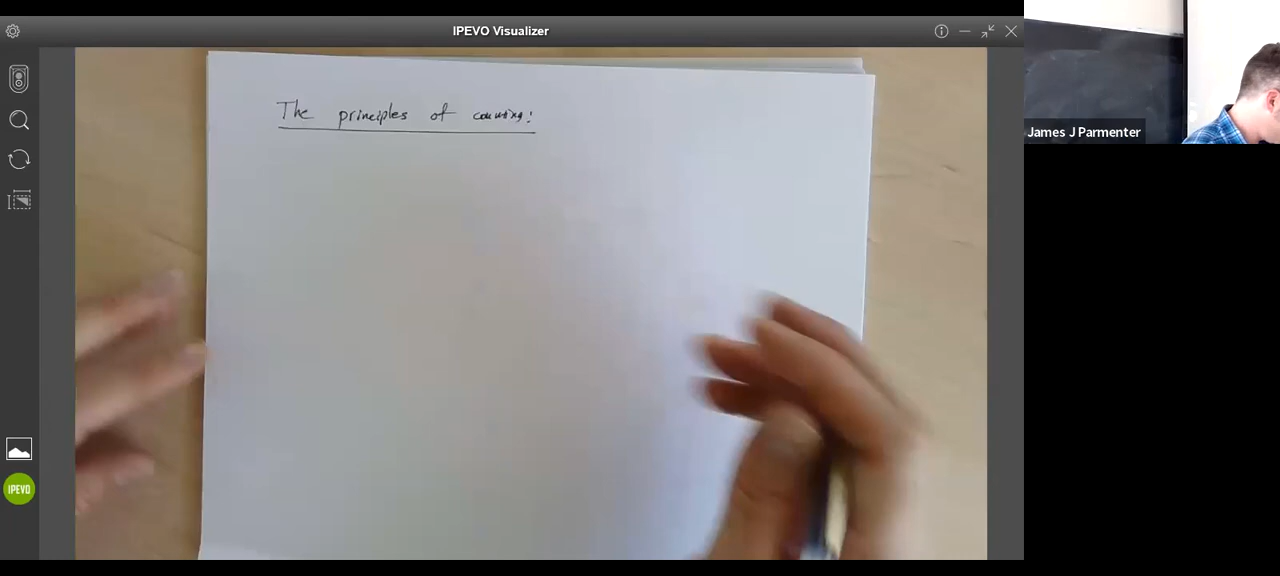 IPEVO Visualizer
The principles of counting:
James J Parmenter
IPEVO